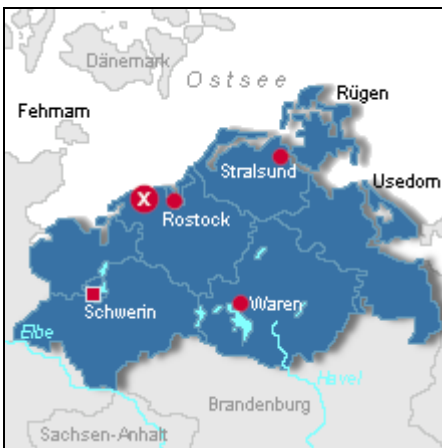 Dänemark
Ostsee
Rügen
Fehmarn
Stralsund
Usedom
X
Rostock
Waren
Schwerin
Elbe
Havel
Brandenburg
Sachsen-Anhalt